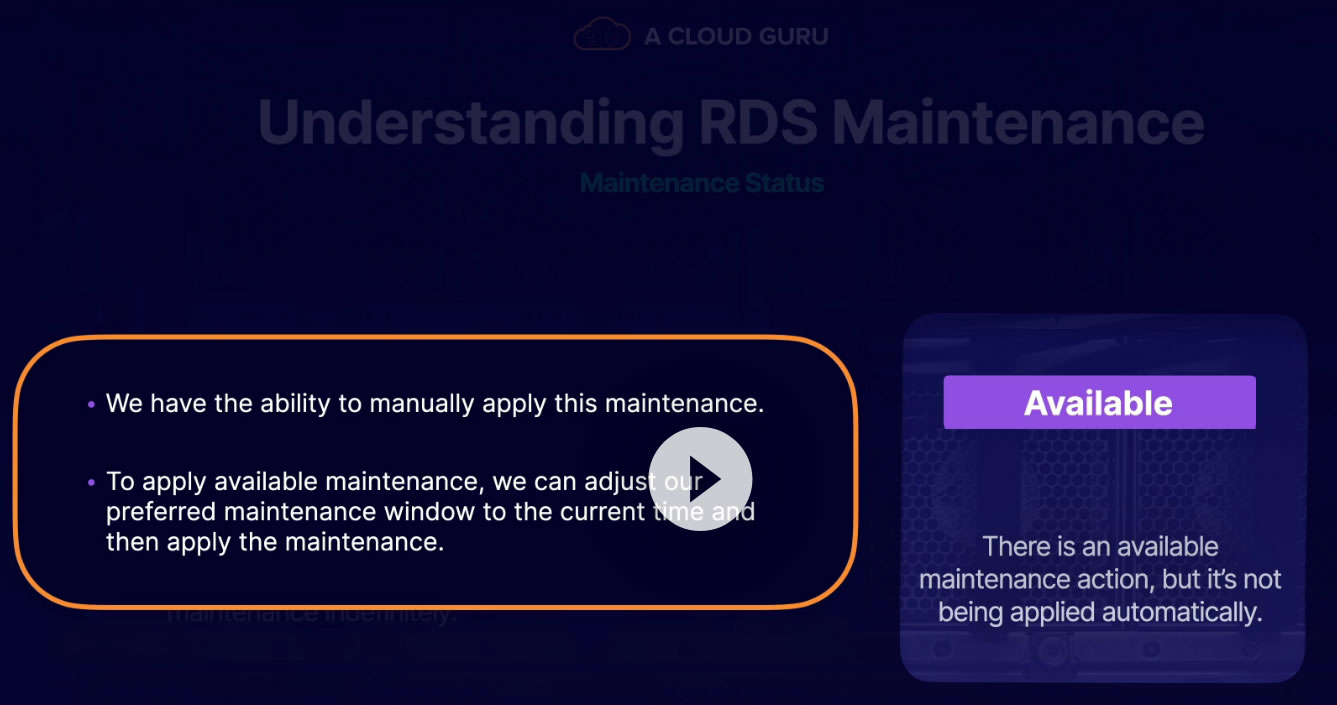 A CLOUD GURU
Understanding RDS Maintenance
Maintenance Status
• We have the ability to manually apply this maintenance.
• To apply available maintenance, we can adjust our
preferred maintenance window to the current time and
then apply the maintenance.
maintenance indefinitely.
Available
There is an available
maintenance action, but it’s not
being applied automatically.